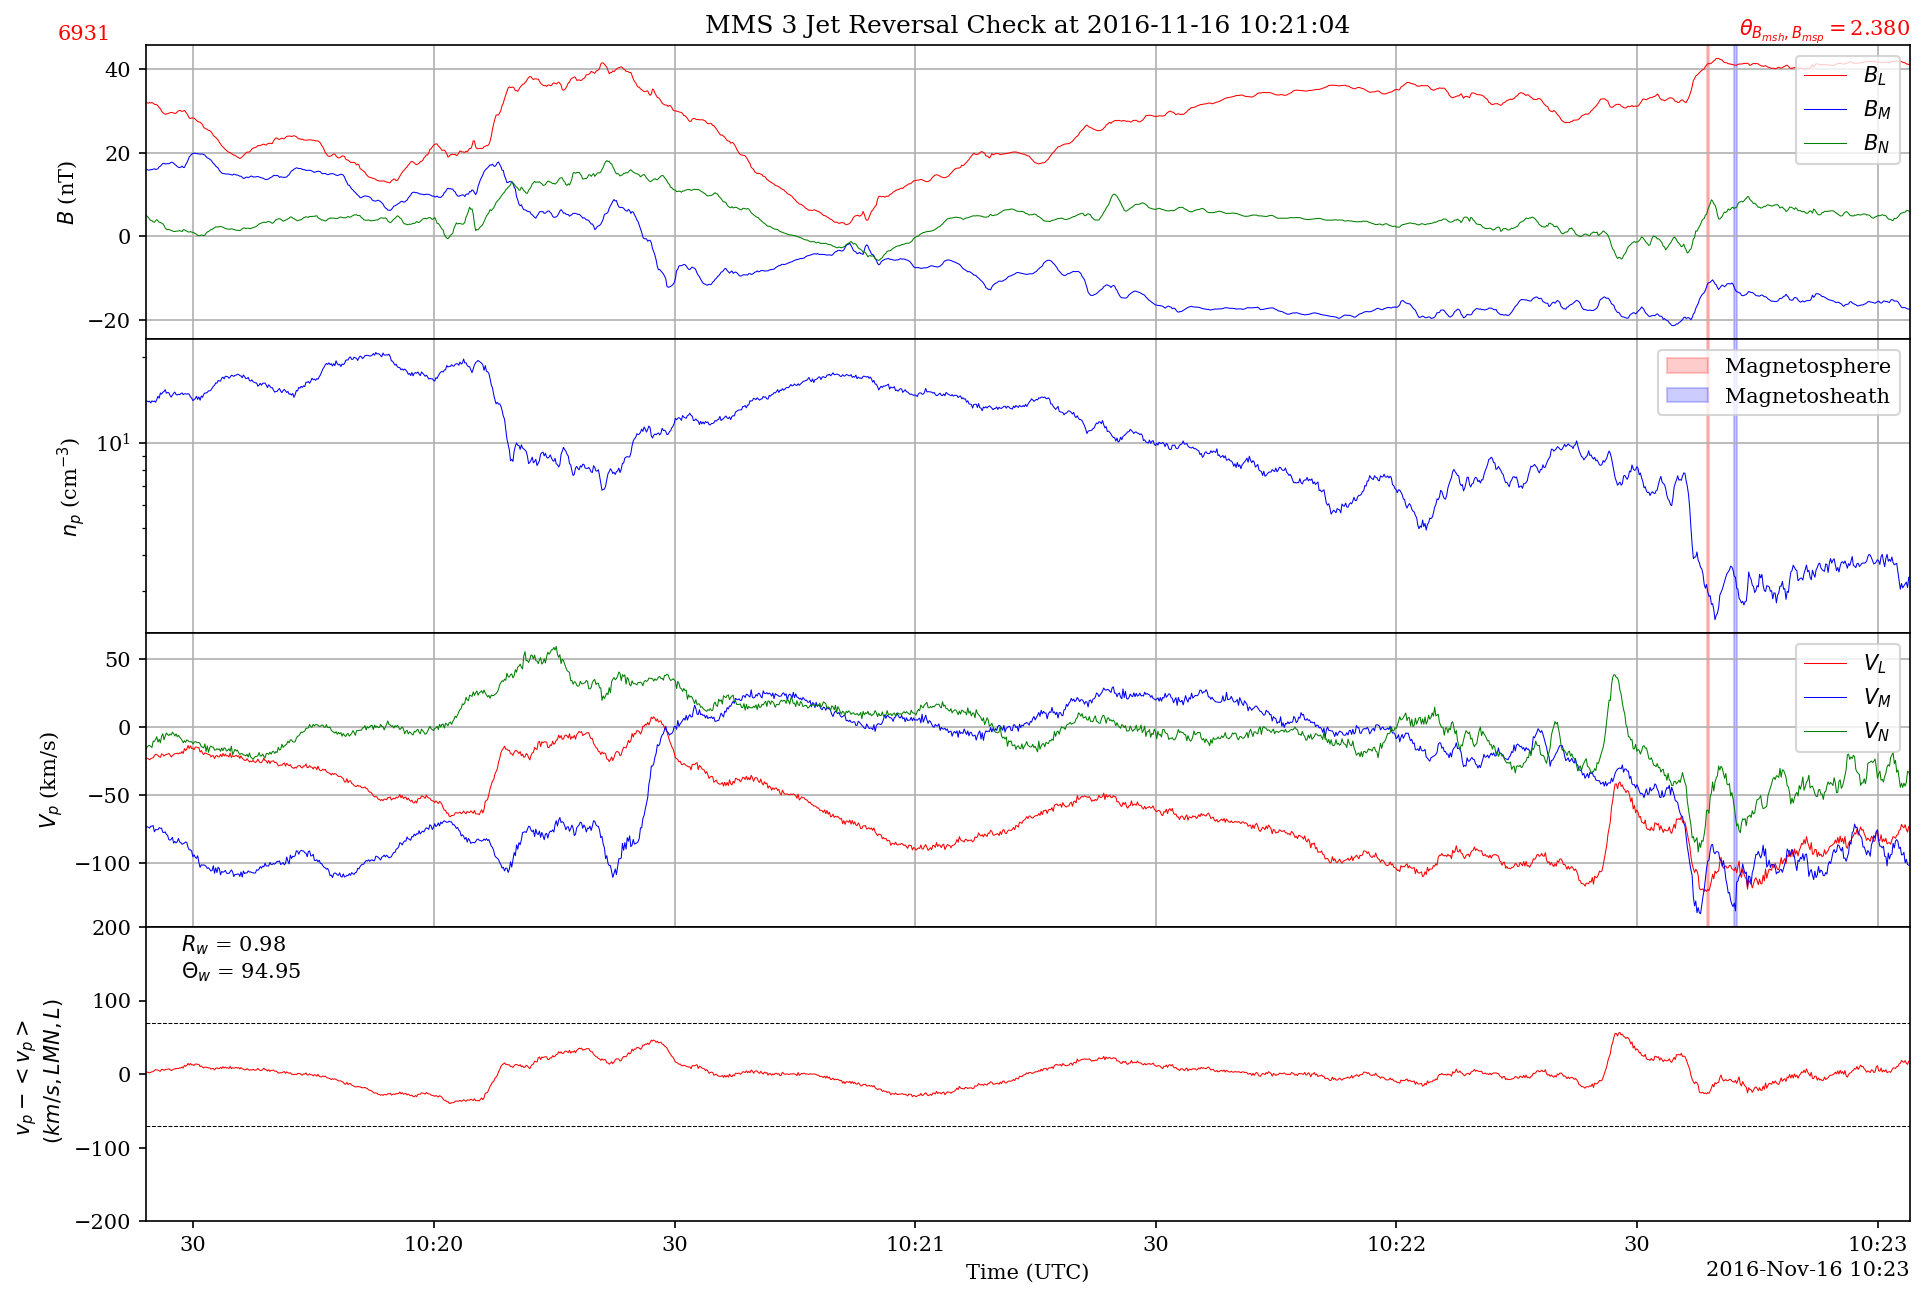 MMS 3 Jet Reversal Check at 2016-11-16 10:21:04
6931
θ_{B_{msh}, B_{msp}} = 2.380
40
20
0
−20
B (nT)
B_L
B_M
B_N
10^1
n_p (cm^{−3})
Magnetosphere
Magnetosheath
50
0
−50
−100
V_p (km/s)
V_L
V_M
V_N
200
100
0
−100
−200
v_p − < v_p >
(km/s, LMN, L)
R_w = 0.98
Θ_w = 94.95
30 10:20 30 10:21 30 10:22 30 10:23
Time (UTC)
2016-Nov-16 10:23